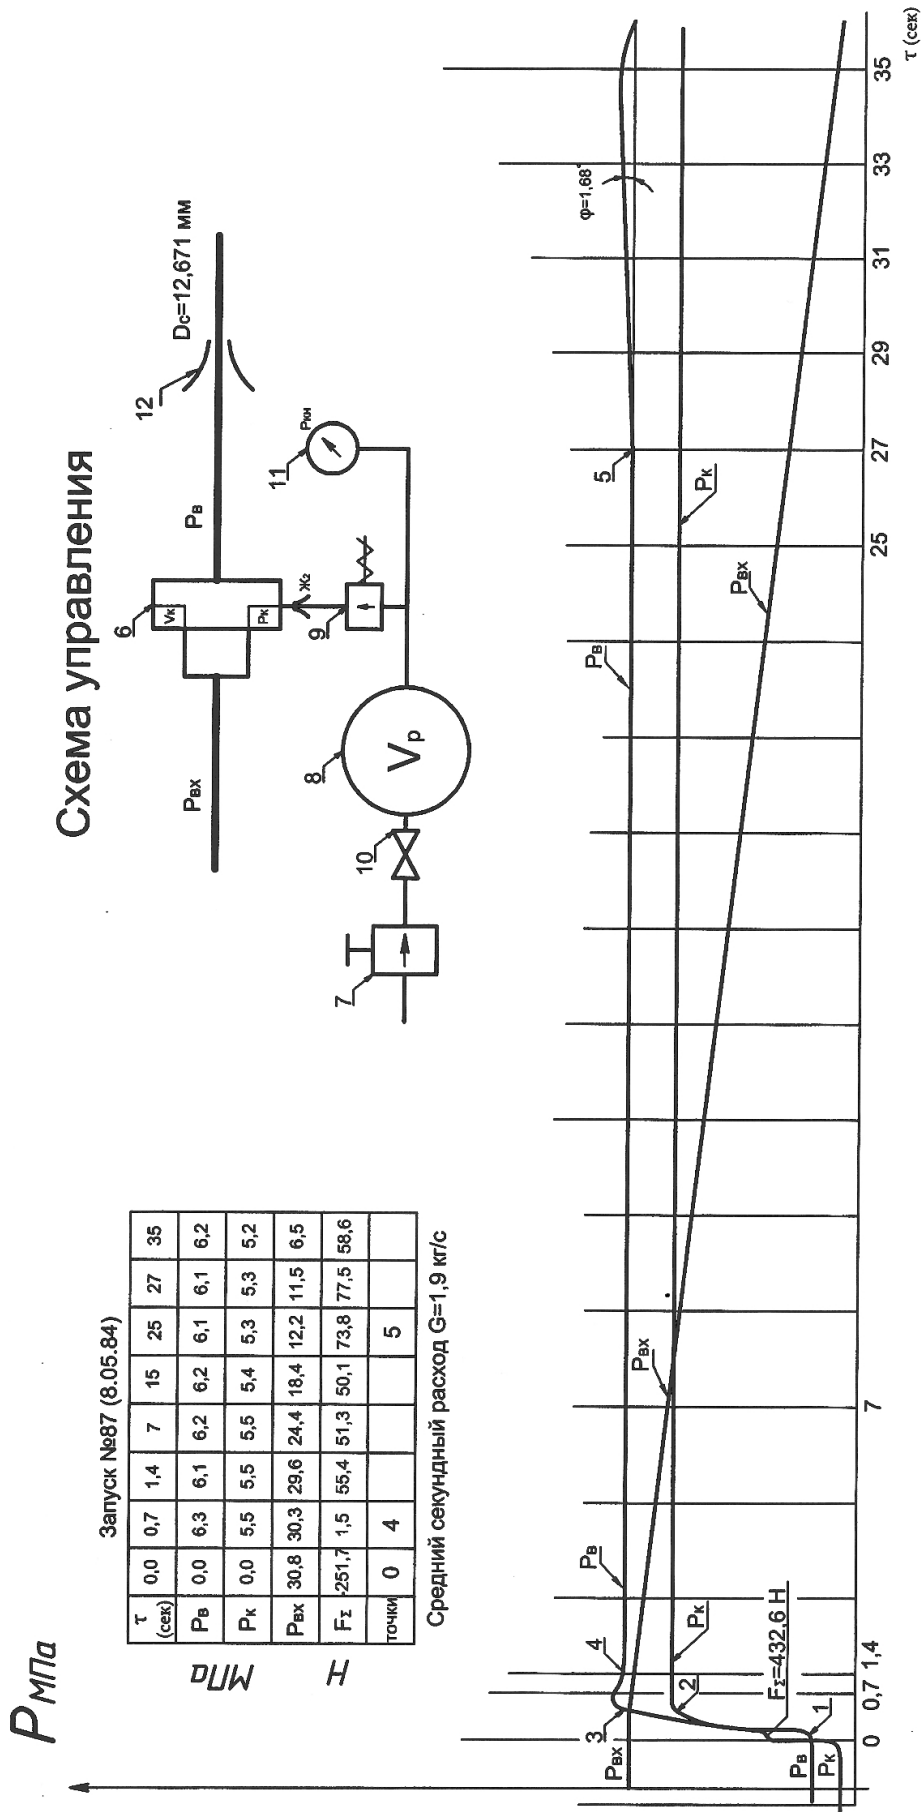 P МПа
Схема управления
Запуск №87 (8.05.84)
τ (сек) 0,0 0,7 1,4 7 15 25 27 35
Рв 0,0 6,3 6,1 6,2 6,2 6,1 6,1 6,2
Рк 0,0 5,5 5,5 5,5 5,4 5,3 5,3 5,2
Рвх 30,8 30,3 29,6 24,4 18,4 12,2 11,5 6,5
FΣ -251,7 1,5 55,4 51,3 50,1 73,8 77,5 58,6
точки 0 4 5
МПа
Н
Средний секундный расход G=1,9 кг/с
Рвх
6
Vк
Рк
Рв
12
Dс=12,671 мм
Ж2
9
7
10
8
Vр
11
Ркн
Рвх
3
4
Рв
Рвх
Рв
5
φ=1,68°
2
Рк
Рк
Рвх
Рв
Рк
1
FΣ=432,6 Н
0
0,7
1,4
7
25
27
29
31
33
35
τ (сек)